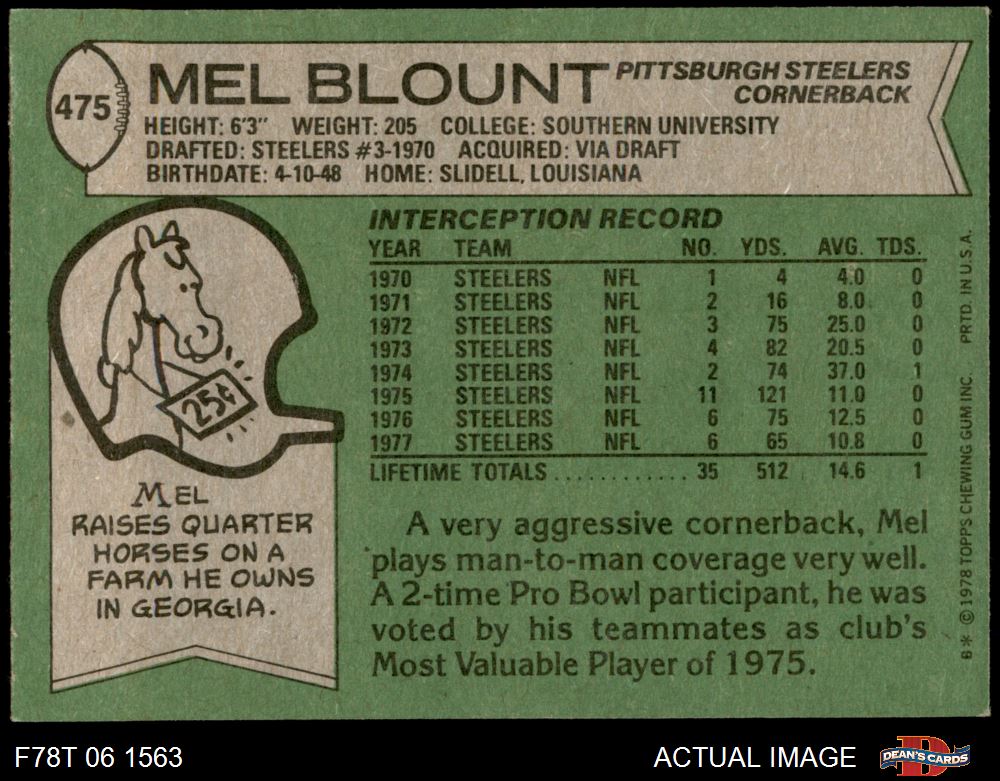 475
MEL BLOUNT
PITTSBURGH STEELERS
CORNERBACK
HEIGHT: 6'3" WEIGHT: 205 COLLEGE: SOUTHERN UNIVERSITY
DRAFTED: STEELERS #3-1970 ACQUIRED: VIA DRAFT
BIRTHDATE: 4-10-48 HOME: SLIDELL, LOUISIANA
25¢
MEL
RAISES QUARTER
HORSES ON A
FARM HE OWNS
IN GEORGIA.
INTERCEPTION RECORD
YEAR TEAM NO. YDS. AVG. TDS.
1970 STEELERS NFL 1 4 4.0 0
1971 STEELERS NFL 2 16 8.0 0
1972 STEELERS NFL 3 75 25.0 0
1973 STEELERS NFL 4 82 20.5 0
1974 STEELERS NFL 2 74 37.0 1
1975 STEELERS NFL 11 121 11.0 0
1976 STEELERS NFL 6 75 12.5 0
1977 STEELERS NFL 6 65 10.8 0
LIFETIME TOTALS ............ 35 512 14.6 1
A very aggressive cornerback, Mel
plays man-to-man coverage very well.
A 2-time Pro Bowl participant, he was
voted by his teammates as club's
Most Valuable Player of 1975.
B* ©1978 TOPPS CHEWING GUM INC. PRTD. IN U.S.A.
F78T 06 1563
ACTUAL IMAGE
DEAN'S CARDS